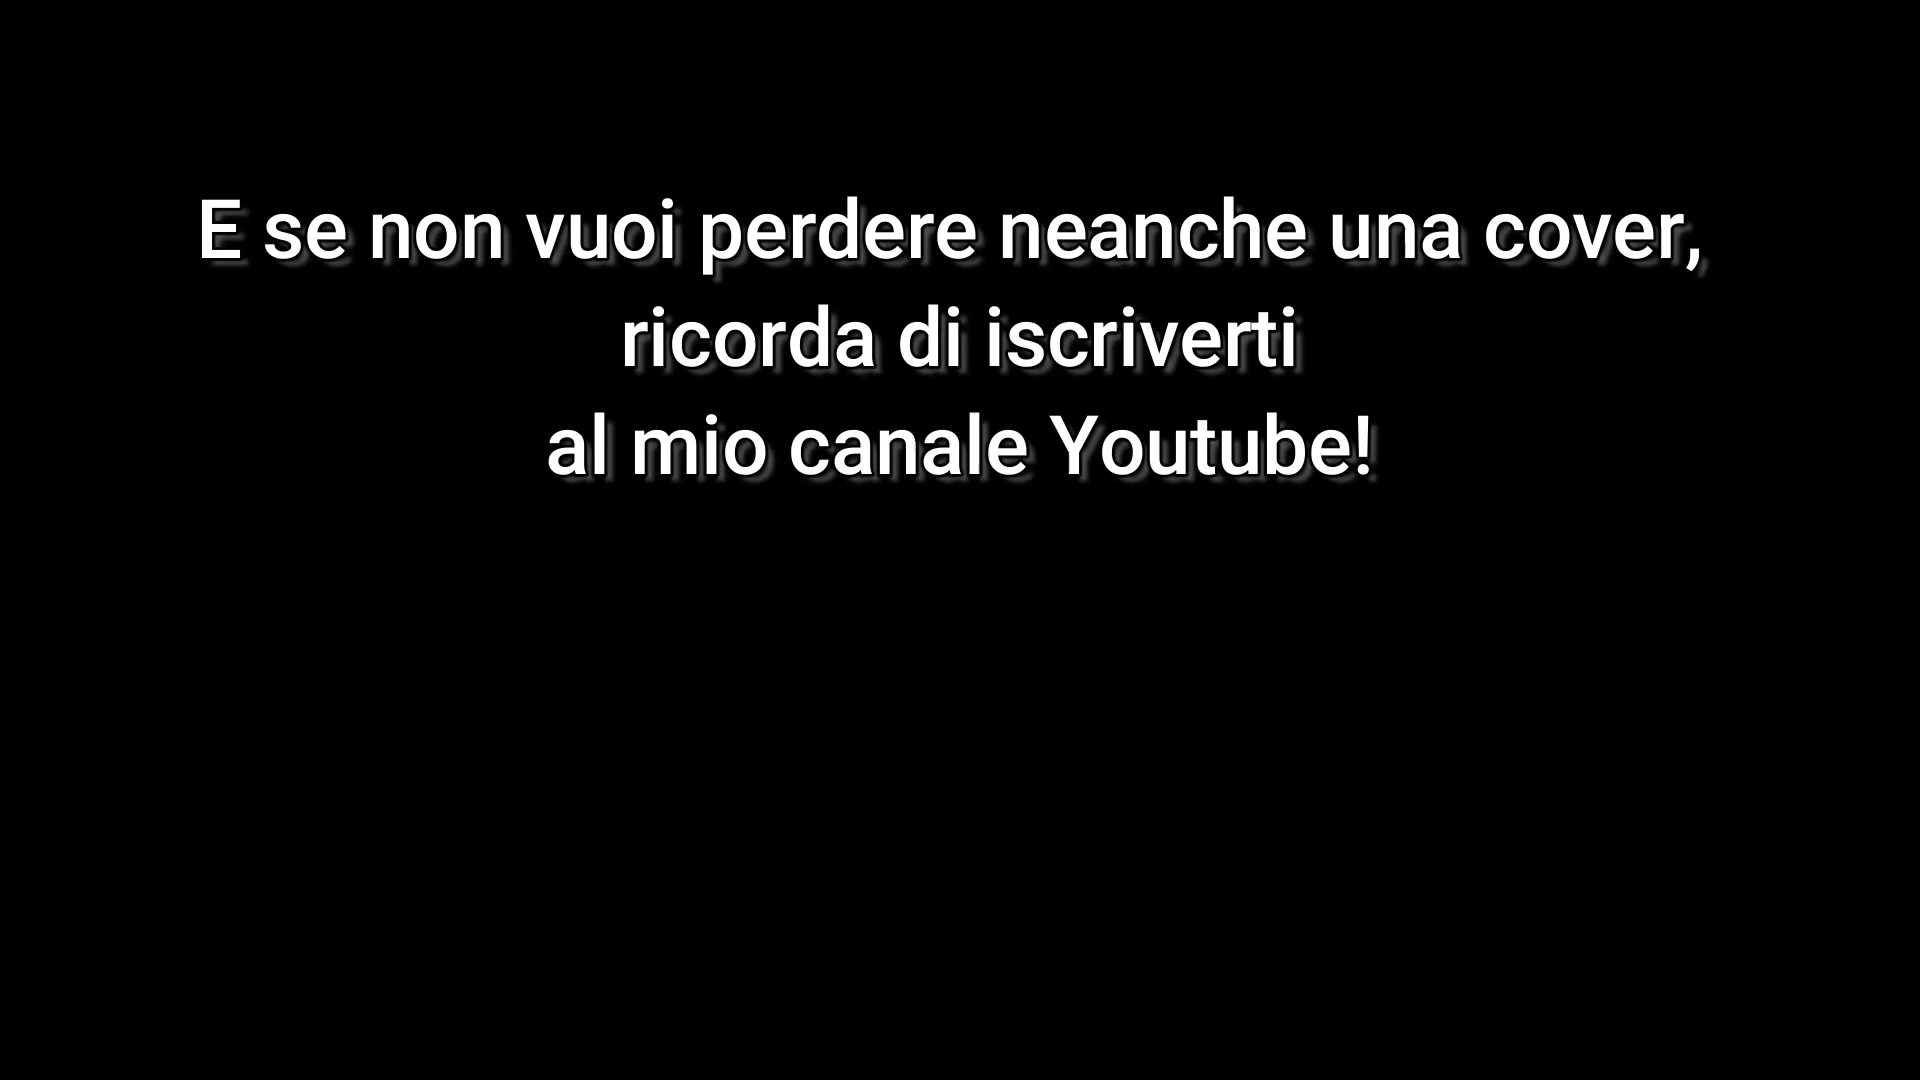 E se non vuoi perdere neanche una cover,
ricorda di iscriverti
al mio canale Youtube!